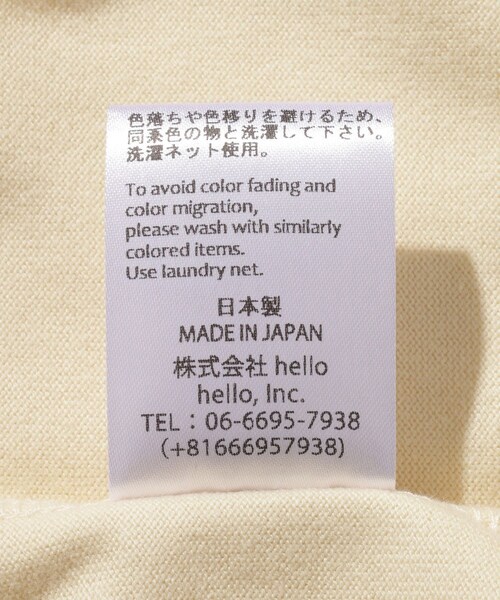 色落ちや色移りを避けるため、
同系色の物と洗濯して下さい。
洗濯ネット使用。
To avoid color fading and
color migration,
please wash with similarly
colored items.
Use laundry net.
日本製
MADE IN JAPAN
株式会社 hello
hello, Inc.
TEL：06-6695-7938
(+81666957938)